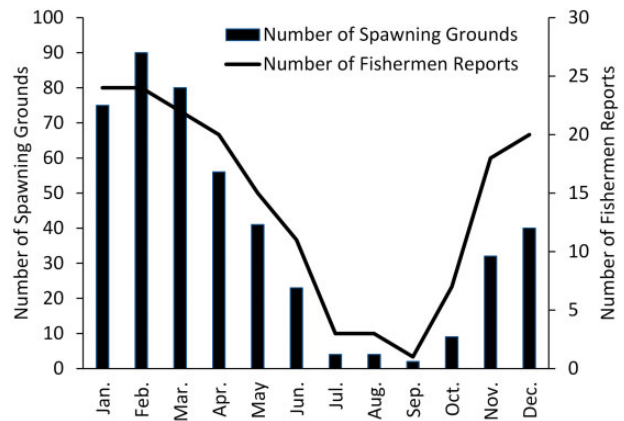 100
90
80
70
60
50
40
30
20
10
0
Number of Spawning Grounds
Number of Spawning Grounds
Number of Fishermen Reports
30
25
20
15
10
5
0
Number of Fishermen Reports
Jan.
Feb.
Mar.
Apr.
May
Jun.
Jul.
Aug.
Sep.
Oct.
Nov.
Dec.